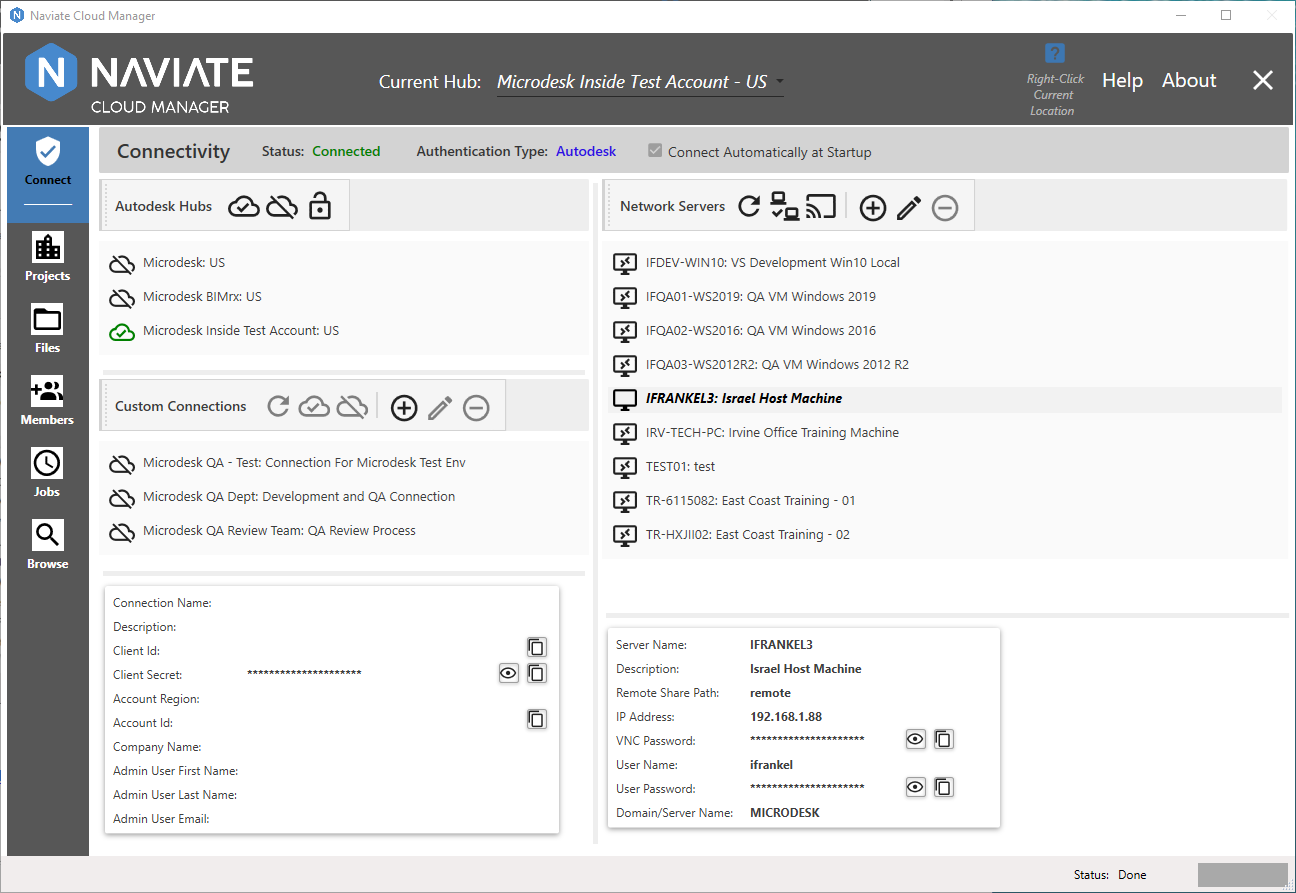 Naviate Cloud Manager
N NAVIATE
CLOUD MANAGER
Current Hub: Microdesk Inside Test Account - US
?
Right-Click
Current
Location
Help
About
Connect
Projects
Files
Members
Jobs
Browse
Connectivity Status: Connected Authentication Type: Autodesk Connect Automatically at Startup
Autodesk Hubs
Microdesk: US
Microdesk BIMrx: US
Microdesk Inside Test Account: US
Custom Connections
Microdesk QA - Test: Connection For Microdesk Test Env
Microdesk QA Dept: Development and QA Connection
Microdesk QA Review Team: QA Review Process
Connection Name:
Description:
Client Id:
Client Secret: *********************
Account Region:
Account Id:
Company Name:
Admin User First Name:
Admin User Last Name:
Admin User Email:
Network Servers
IFDEV-WIN10: VS Development Win10 Local
IFQA01-WS2019: QA VM Windows 2019
IFQA02-WS2016: QA VM Windows 2016
IFQA03-WS2012R2: QA VM Windows 2012 R2
IFRANKEL3: Israel Host Machine
IRV-TECH-PC: Irvine Office Training Machine
TEST01: test
TR-6115082: East Coast Training - 01
TR-HXJII02: East Coast Training - 02
Server Name: IFRANKEL3
Description: Israel Host Machine
Remote Share Path: remote
IP Address: 192.168.1.88
VNC Password: *********************
User Name: ifrankel
User Password: *********************
Domain/Server Name: MICRODESK
Status: Done